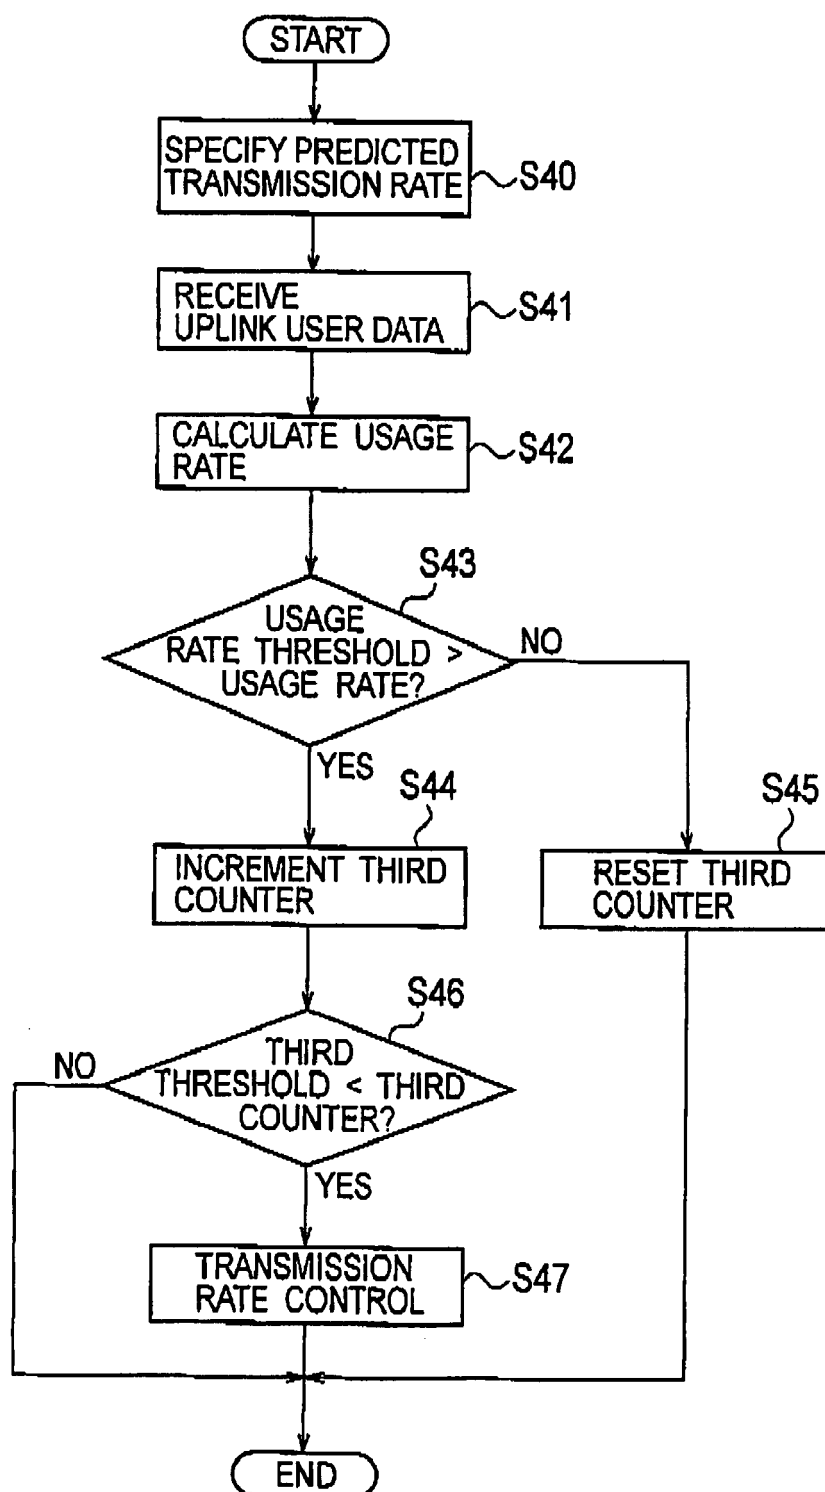 START
SPECIFY PREDICTED
TRANSMISSION RATE
S40
RECEIVE
UPLINK USER DATA
S41
CALCULATE USAGE
RATE
S42
S43
USAGE
RATE THRESHOLD >
USAGE RATE?
NO
YES
S44
INCREMENT THIRD
COUNTER
S45
RESET THIRD
COUNTER
S46
THIRD
THRESHOLD < THIRD
COUNTER?
NO
YES
TRANSMISSION
RATE CONTROL
S47
END